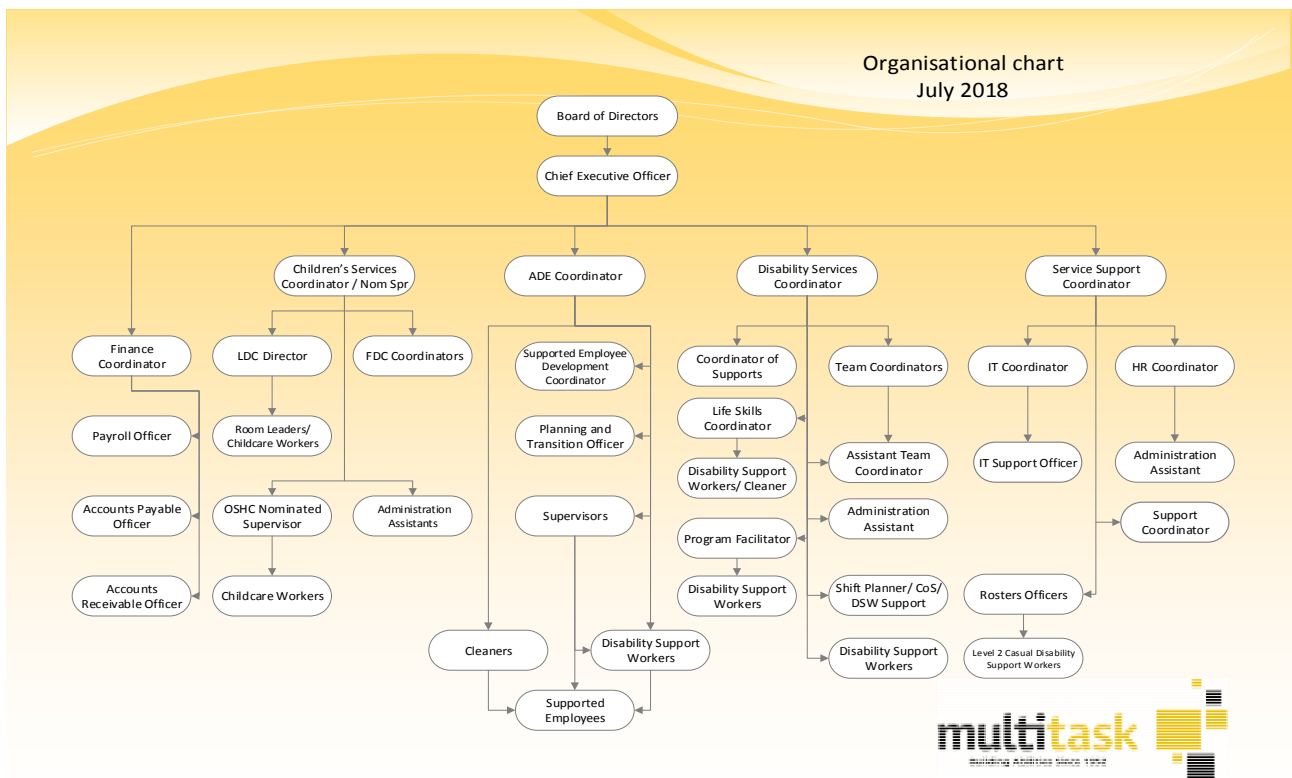 Organisational chart
July 2018
Board of Directors
Chief Executive Officer
Children's Services
Coordinator / Nom Spr
ADE Coordinator
Disability Services
Coordinator
Service Support
Coordinator
Finance
Coordinator
LDC Director
FDC Coordinators
Supported Employee
Development
Coordinator
Coordinator of
Supports
Team Coordinators
IT Coordinator
HR Coordinator
Payroll Officer
Room Leaders/
Childcare Workers
Planning and
Transition Officer
Life Skills
Coordinator
Disability Support
Workers/ Cleaner
Assistant Team
Coordinator
IT Support Officer
Administration
Assistant
Accounts Payable
Officer
OSHC Nominated
Supervisor
Administration
Assistants
Supervisors
Program Facilitator
Administration
Assistant
Support
Coordinator
Accounts
Receivable Officer
Childcare Workers
Disability Support
Workers
Shift Planner/ CoS/
DSW Support
Rosters Officers
Cleaners
Disability Support
Workers
Disability Support
Workers
Level 2 Casual Disability
Support Workers
Supported
Employees
multitask